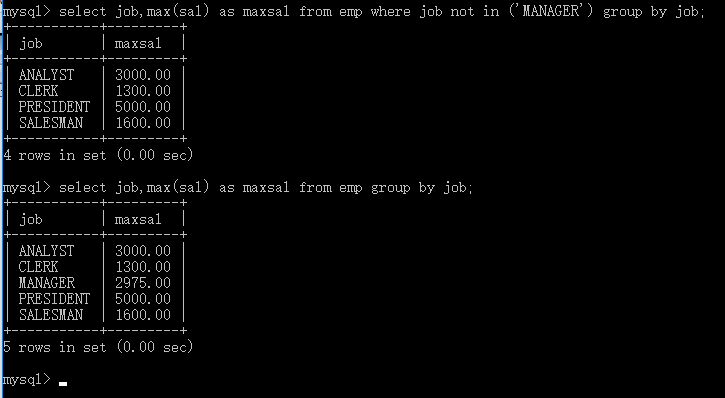 mysql> select job,max(sal) as maxsal from emp where job not in ('MANAGER') group by job;
+-----------+---------+
| job       | maxsal  |
+-----------+---------+
| ANALYST   | 3000.00 |
| CLERK     | 1300.00 |
| PRESIDENT | 5000.00 |
| SALESMAN  | 1600.00 |
+-----------+---------+
4 rows in set (0.00 sec)
mysql> select job,max(sal) as maxsal from emp group by job;
+-----------+---------+
| job       | maxsal  |
+-----------+---------+
| ANALYST   | 3000.00 |
| CLERK     | 1300.00 |
| MANAGER   | 2975.00 |
| PRESIDENT | 5000.00 |
| SALESMAN  | 1600.00 |
+-----------+---------+
5 rows in set (0.00 sec)
mysql> _